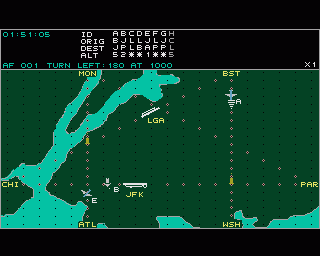 01:51:05
ID ABCDEFGH
ORIG BJLLJLJC
DEST JPLBAPPL
ALT 52**1**5
AF 001 TURN LEFT:180 AT 1000 X1
MON BST
A
LGA
CHI PAR
B
E JFK
ATL WSH